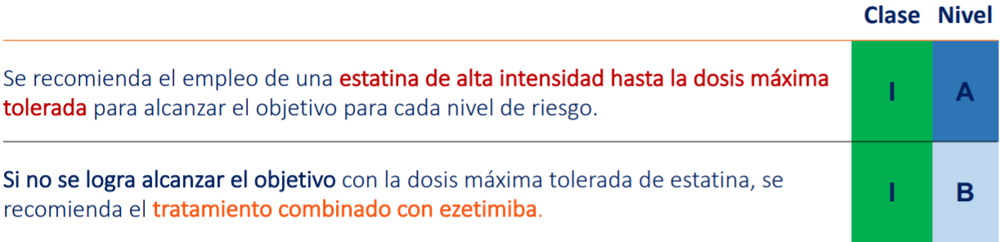 Clase Nivel
Se recomienda el empleo de una estatina de alta intensidad hasta la dosis máxima
tolerada para alcanzar el objetivo para cada nivel de riesgo.
I A
Si no se logra alcanzar el objetivo con la dosis máxima tolerada de estatina, se
recomienda el tratamiento combinado con ezetimiba.
I B